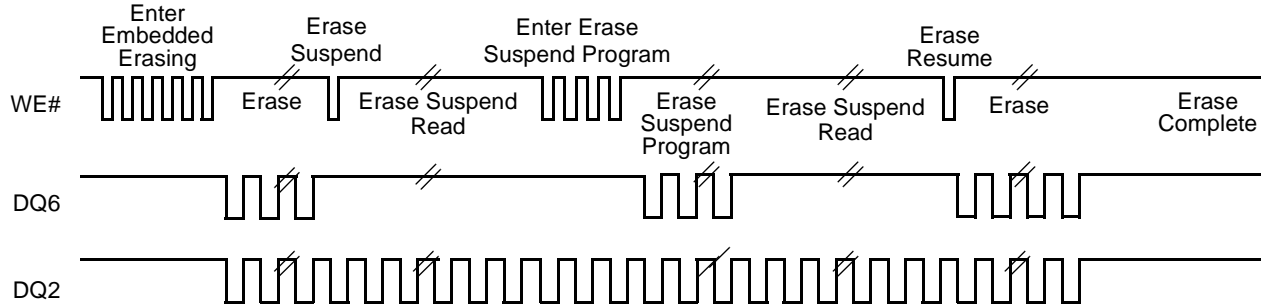 Enter
Embedded
Erasing
Erase
Suspend
Enter Erase
Suspend Program
Erase
Resume
WE#
Erase
Erase Suspend
Read
Erase
Suspend
Program
Erase Suspend
Read
Erase
Erase
Complete
DQ6
DQ2